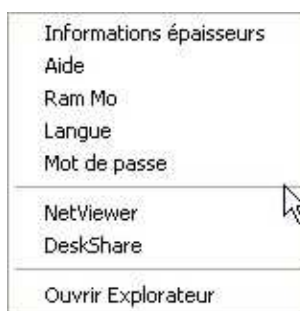 Informations épaisseurs
Aide
Ram Mo
Langue
Mot de passe
NetViewer
DeskShare
Ouvrir Explorateur